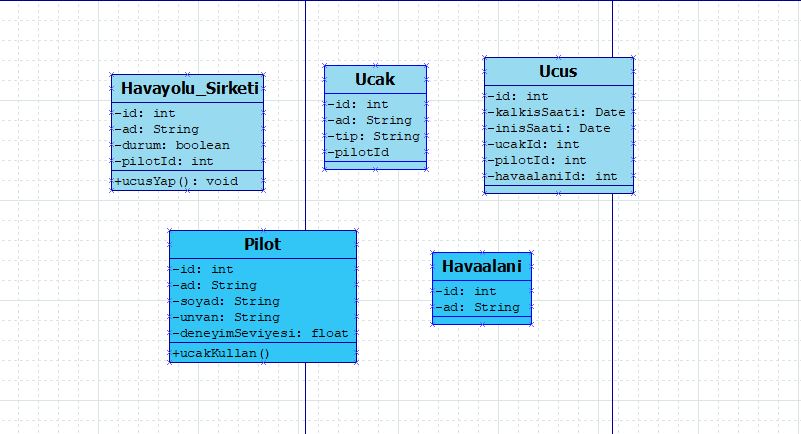 Havayolu_Sirketi
-id: int
-ad: String
-durum: boolean
-pilotId: int
+ucusYap(): void
Ucak
-id: int
-ad: String
-tip: String
-pilotId
Ucus
-id: int
-kalkisSaati: Date
-inisSaati: Date
-ucakId: int
-pilotId: int
-havaalaniId: int
Pilot
-id: int
-ad: String
-soyad: String
-unvan: String
-deneyimSeviyesi: float
+ucakKullan()
Havaalani
-id: int
-ad: String